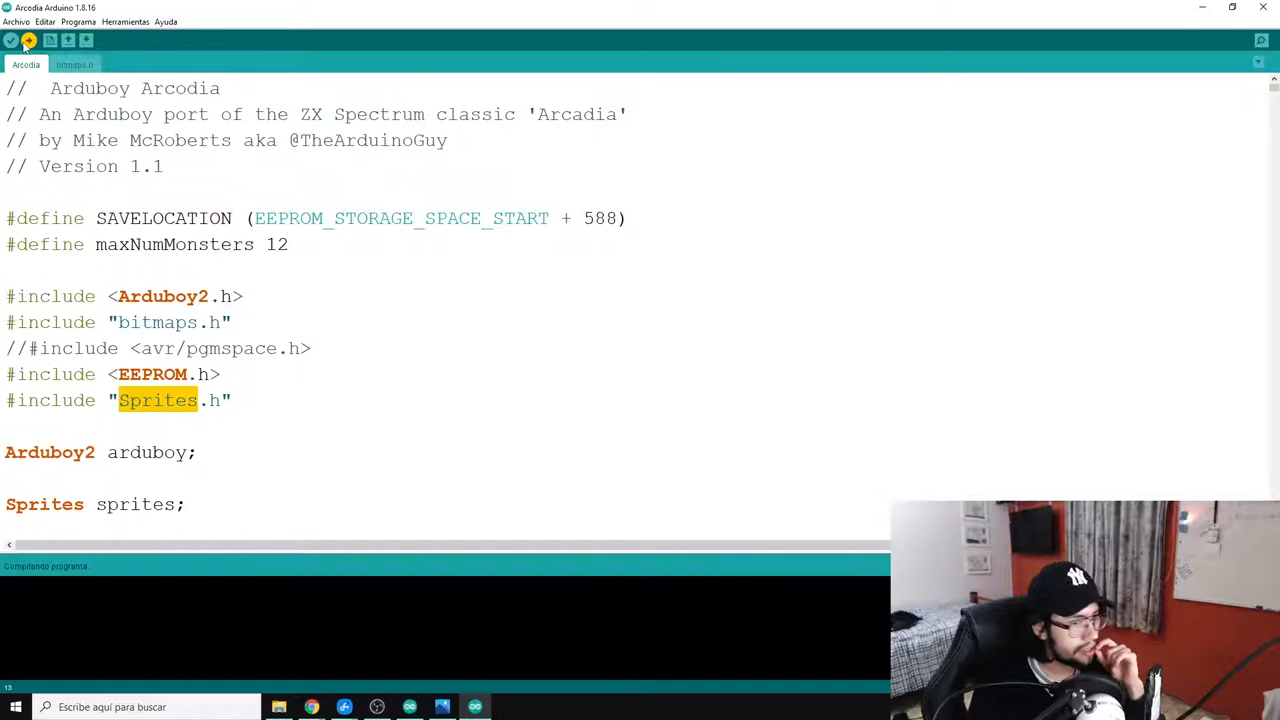 Arcodia Arduino 1.8.16
Archivo Editar Programa Herramientas Ayuda
Arcodia bitmaps.h
// Arduboy Arcodia
// An Arduboy port of the ZX Spectrum classic 'Arcadia'
// by Mike McRoberts aka @TheArduinoGuy
// Version 1.1
#define SAVELOCATION (EEPROM_STORAGE_SPACE_START + 588)
#define maxNumMonsters 12
#include <Arduboy2.h>
#include "bitmaps.h"
//#include <avr/pgmspace.h>
#include <EEPROM.h>
#include "Sprites.h"
Arduboy2 arduboy;
Sprites sprites;
Compilando programa.
13
Escribe aquí para buscar